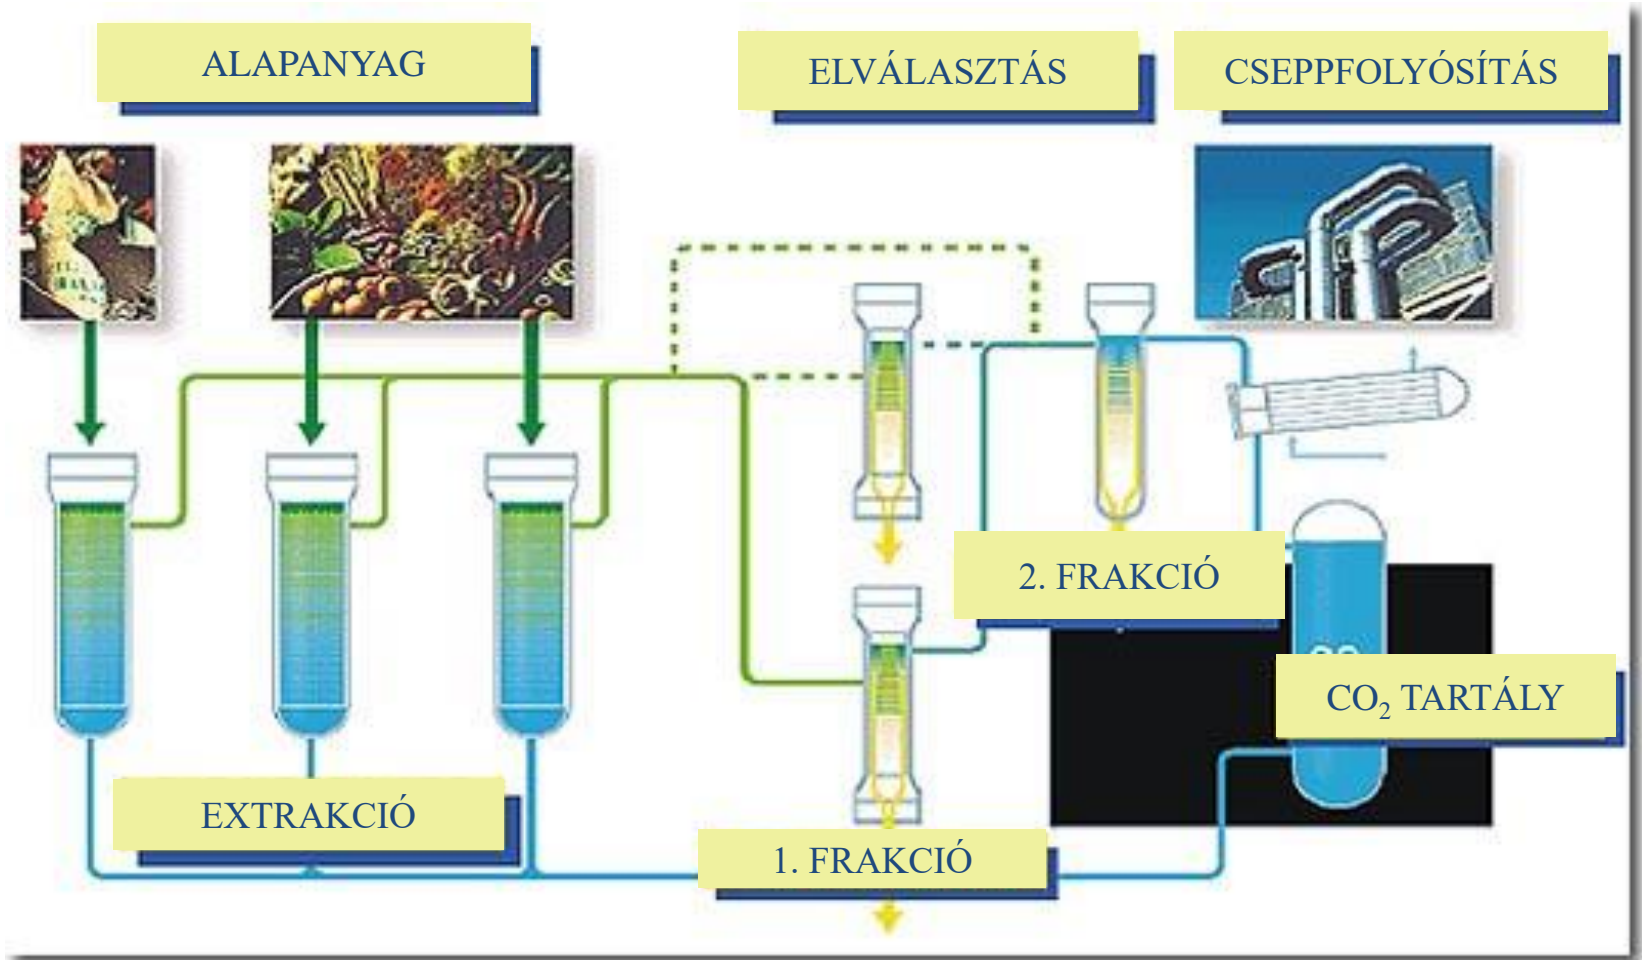 ALAPANYAG
ELVÁLASZTÁS
CSEPPFOLYÓSÍTÁS
2. FRAKCIÓ
CO₂ TARTÁLY
EXTRAKCIÓ
1. FRAKCIÓ